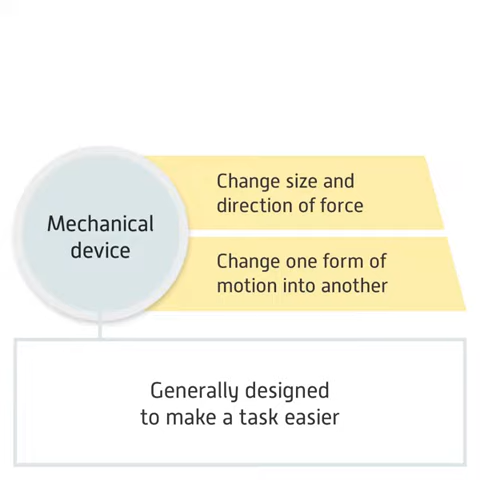 Mechanical
device
Change size and
direction of force
Change one form of
motion into another
Generally designed
to make a task easier